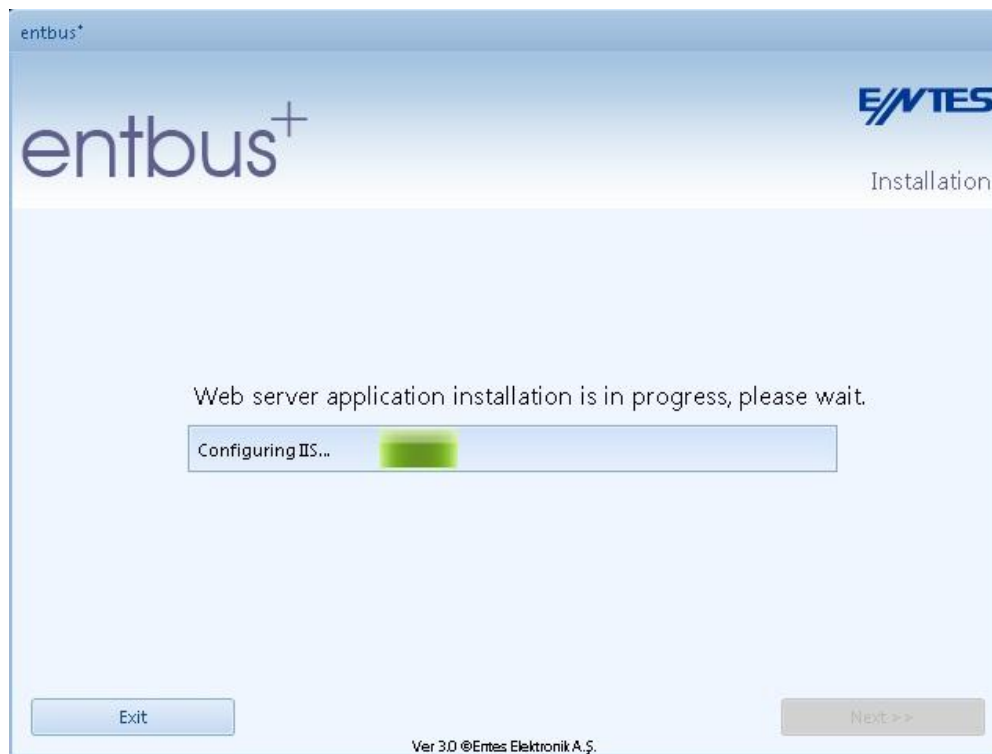 entbus+
ENTES
entbus+
Installation
Web server application installation is in progress, please wait.
Configuring IIS...
Exit
Next >>
Ver 3.0 ©Entes Elektronik A.Ş.